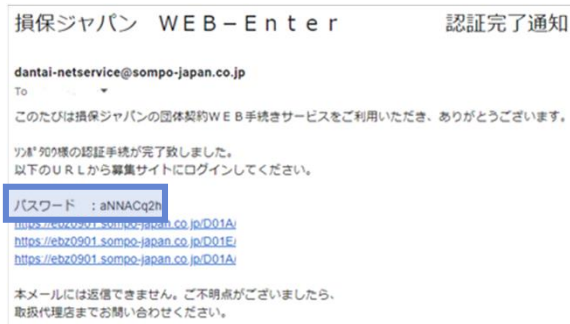 損保ジャパン　ＷＥＢ－Ｅｎｔｅｒ　認証完了通知
dantai-netservice@sompo-japan.co.jp
To
このたびは損保ジャパンの団体契約ＷＥＢ手続きサービスをご利用いただき、ありがとうございます。
ｿﾝﾎﾟﾀﾛｳ様の認証手続が完了致しました。
以下のＵＲＬから募集サイトにログインしてください。
パスワード　：aNNACq2h
https://ebz0901.sompo-japan.co.jp/D01A/
https://ebz0901.sompo-japan.co.jp/D01E/
https://ebz0901.sompo-japan.co.jp/D01A/
本メールには返信できません。ご不明点がございましたら、
取扱代理店までお問い合わせください。